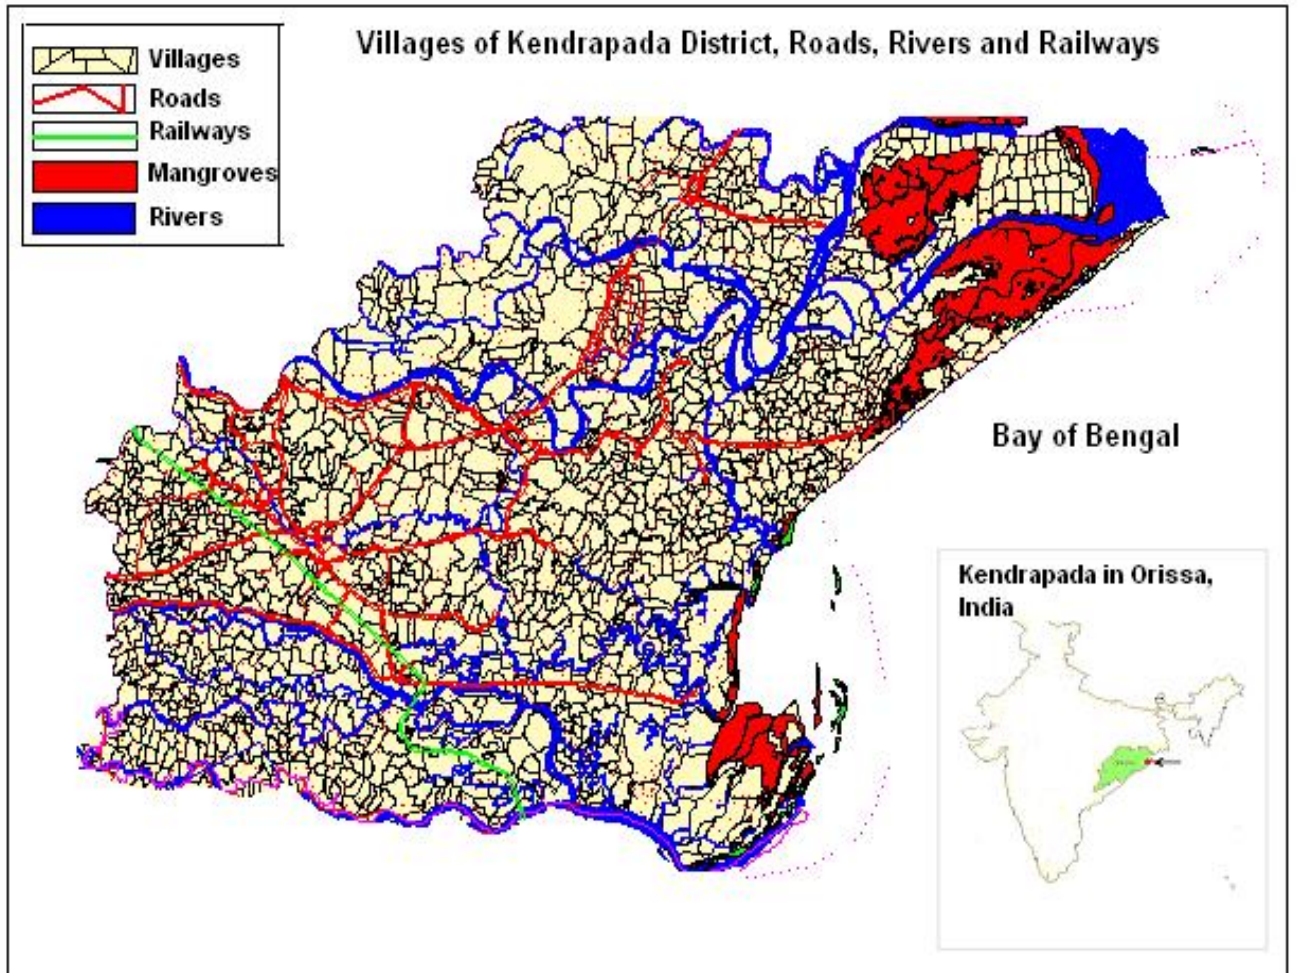 Villages of Kendrapada District, Roads, Rivers and Railways
Villages
Roads
Railways
Mangroves
Rivers
Bay of Bengal
Kendrapada in Orissa,
India